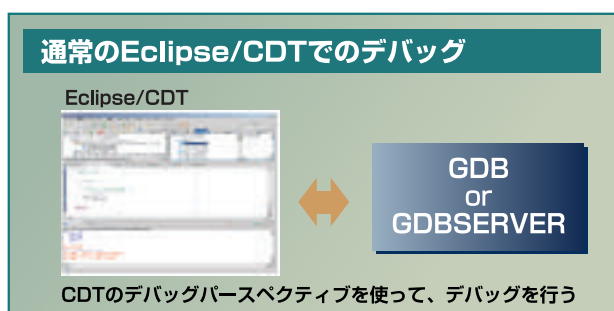 通常のEclipse/CDTでのデバッグ
Eclipse/CDT
GDB
or
GDBSERVER
CDTのデバッグパースペクティブを使って、デバッグを行う